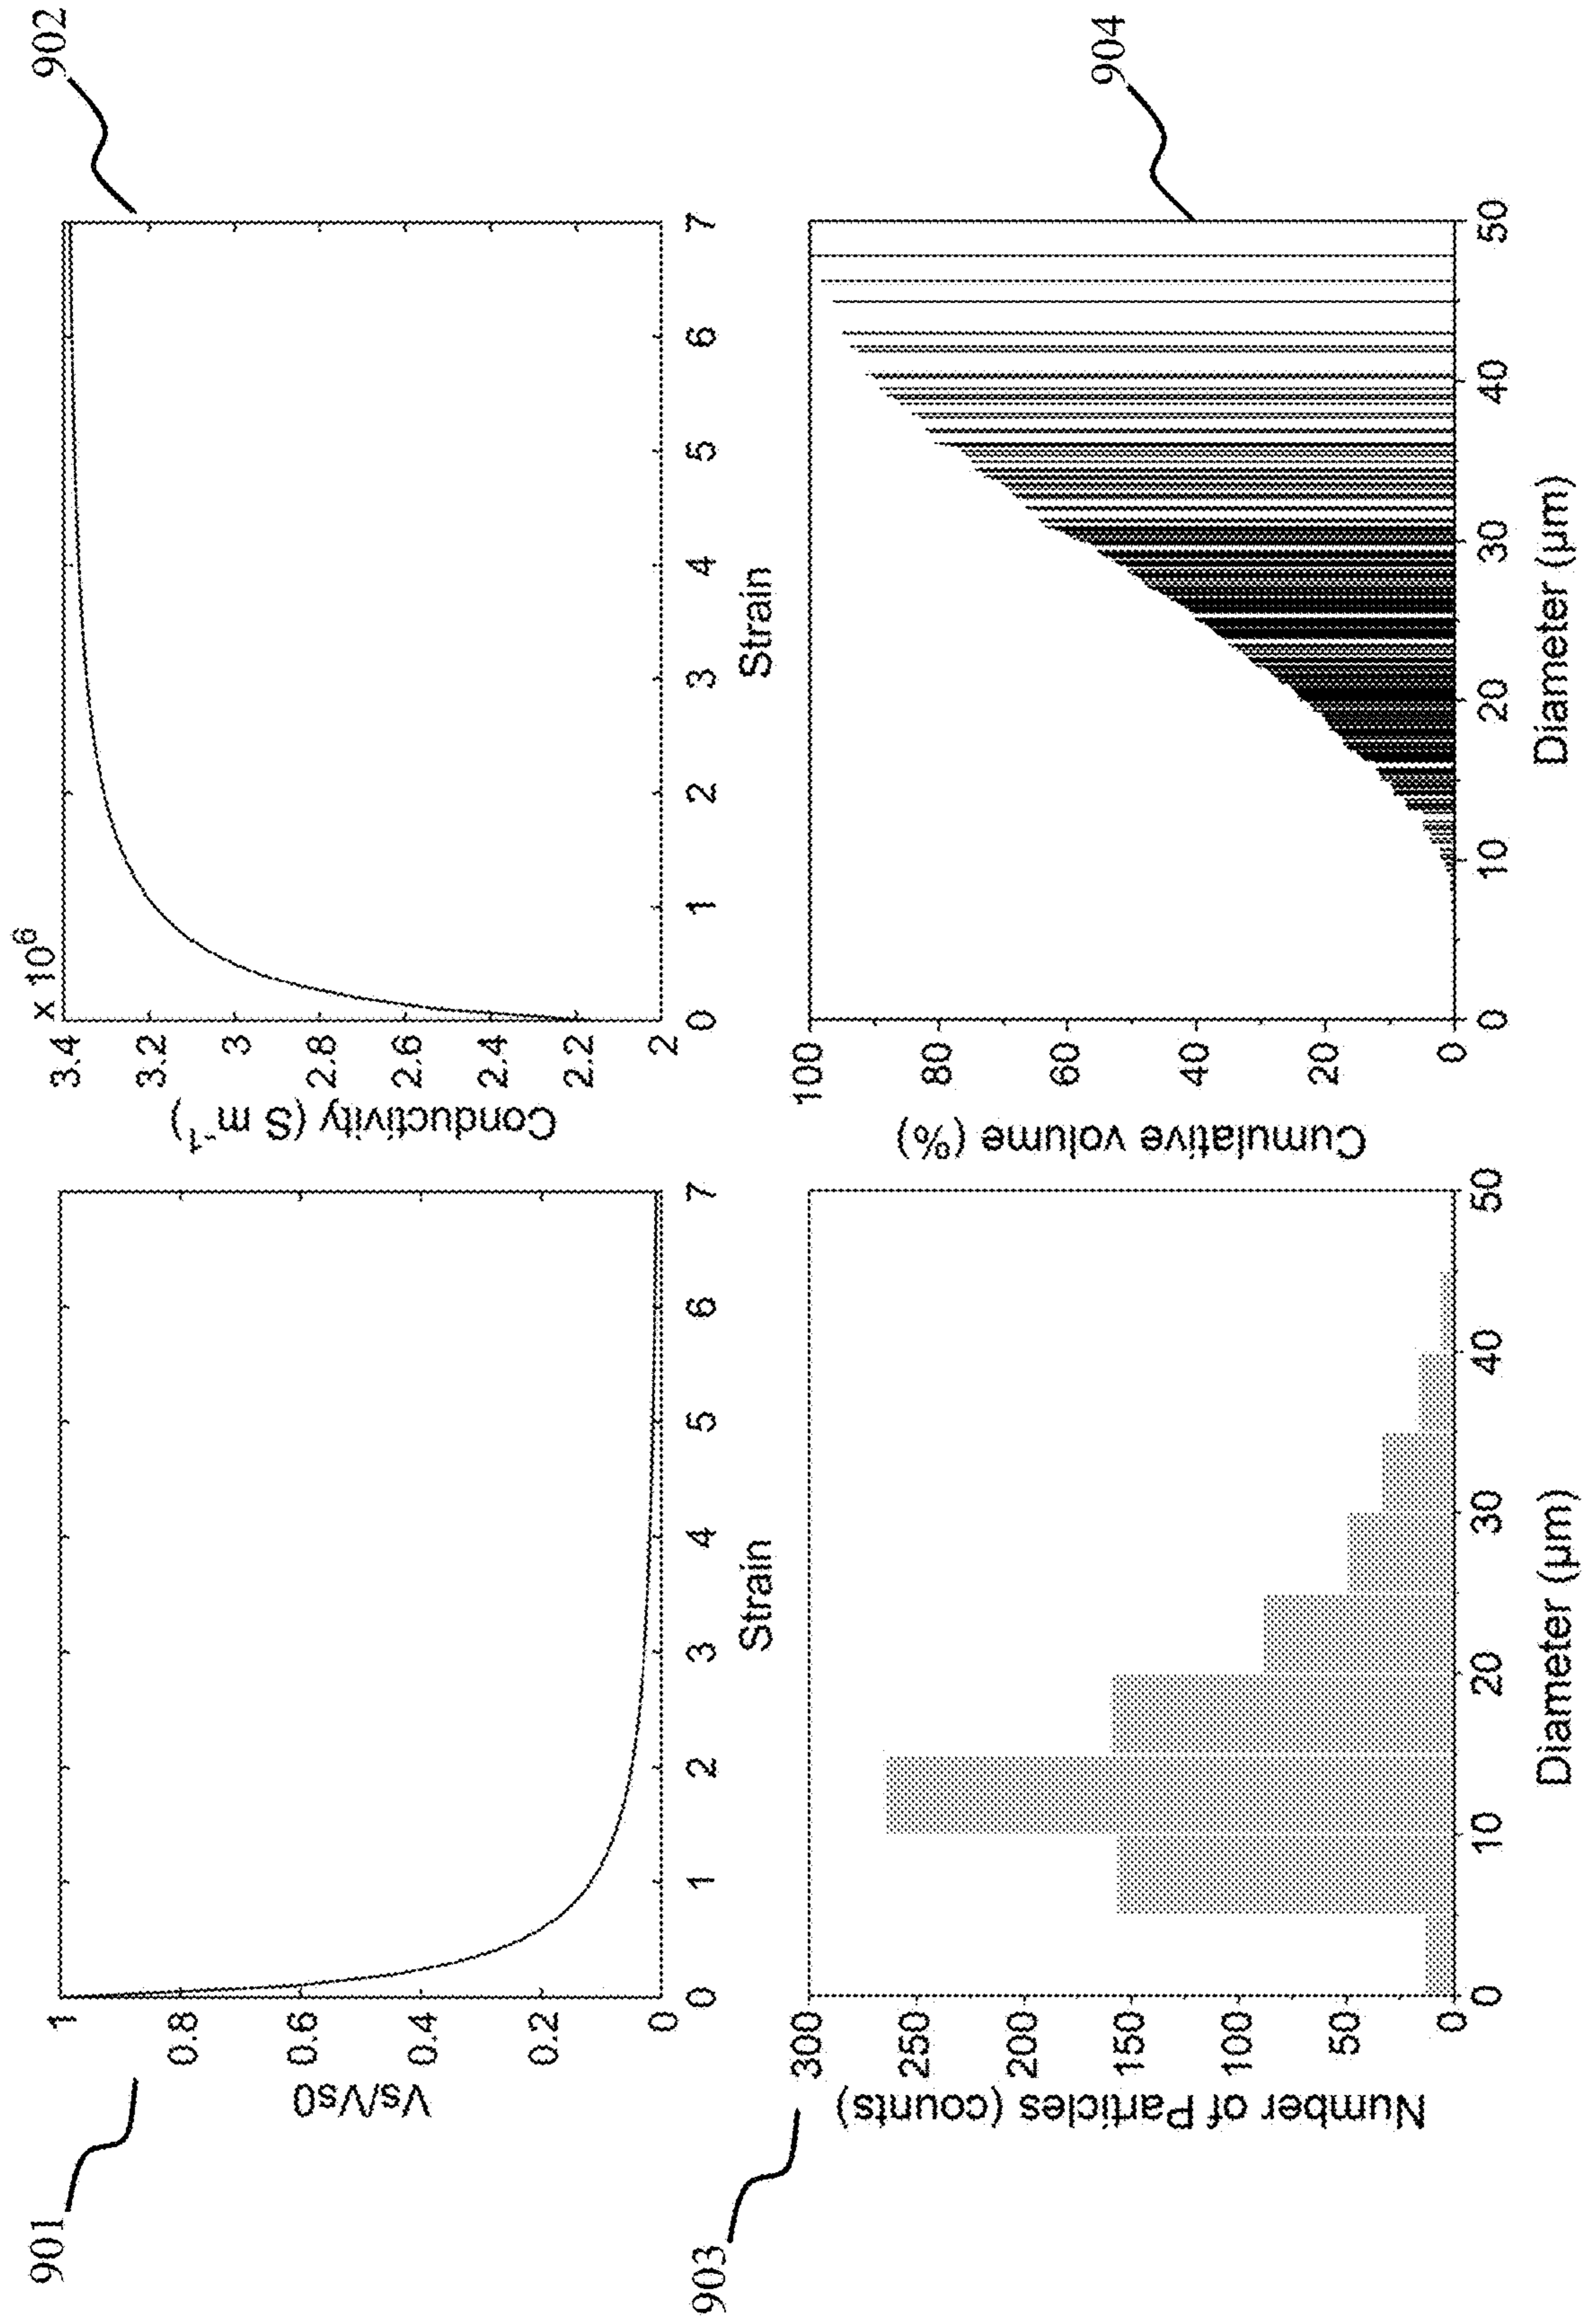 901
Vs/Vs0
1
0.8
0.6
0.4
0.2
0
0 1 2 3 4 5 6 7
Strain
902
x 10⁶
Conductivity (S m⁻¹)
3.4
3.2
3
2.8
2.6
2.4
2.2
2
0 1 2 3 4 5 6 7
Strain
903
Number of Particles (counts)
300
250
200
150
100
50
0
0 10 20 30 40 50
Diameter (µm)
904
Cumulative volume (%)
100
80
60
40
20
0
0 10 20 30 40 50
Diameter (µm)